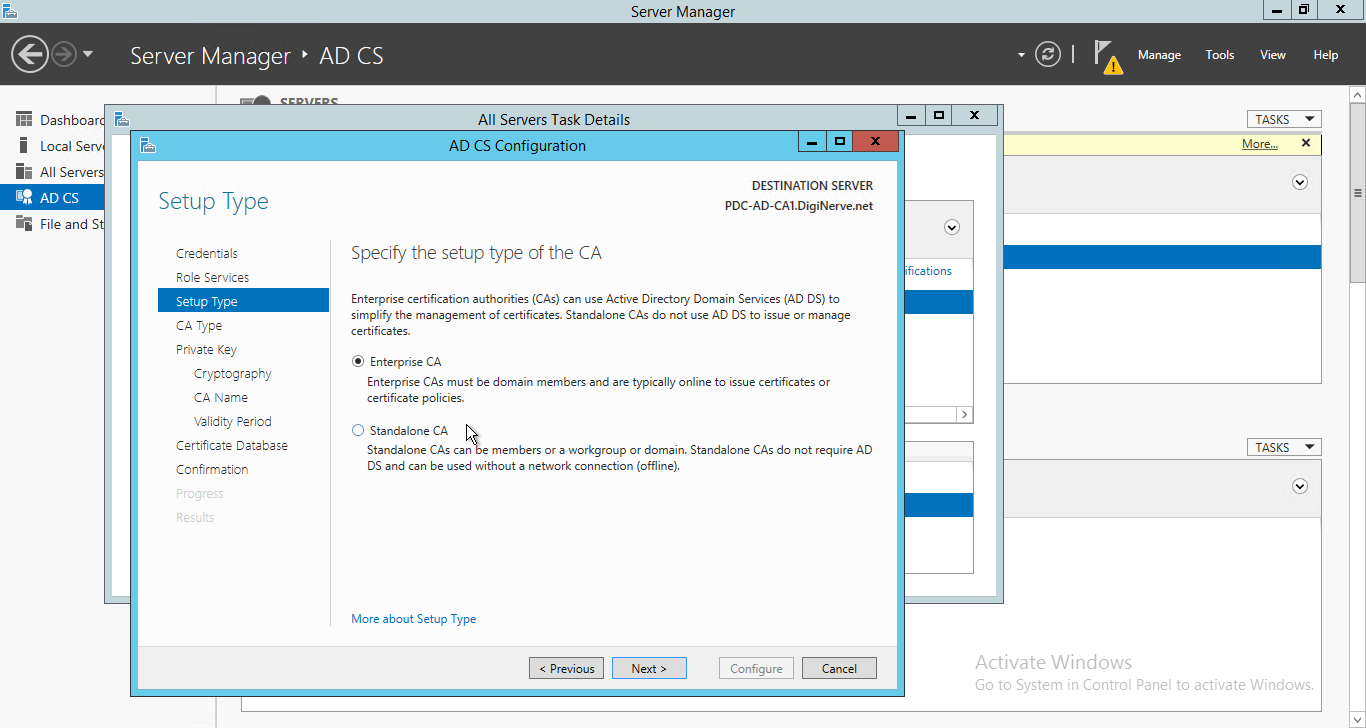 Server Manager
Server Manager ‣ AD CS
Manage Tools View Help
SERVERS
Dashboard
Local Serv
All Servers
AD CS
File and St
TASKS
More...
All Servers Task Details
ifications
AD CS Configuration
Setup Type
DESTINATION SERVER
PDC-AD-CA1.DigiNerve.net
Credentials
Role Services
Setup Type
CA Type
Private Key
Cryptography
CA Name
Validity Period
Certificate Database
Confirmation
Progress
Results
Specify the setup type of the CA
Enterprise certification authorities (CAs) can use Active Directory Domain Services (AD DS) to
simplify the management of certificates. Standalone CAs do not use AD DS to issue or manage
certificates.
Enterprise CA
Enterprise CAs must be domain members and are typically online to issue certificates or
certificate policies.
Standalone CA
Standalone CAs can be members or a workgroup or domain. Standalone CAs do not require AD
DS and can be used without a network connection (offline).
More about Setup Type
< Previous
Next >
Configure
Cancel
TASKS
Activate Windows
Go to System in Control Panel to activate Windows.